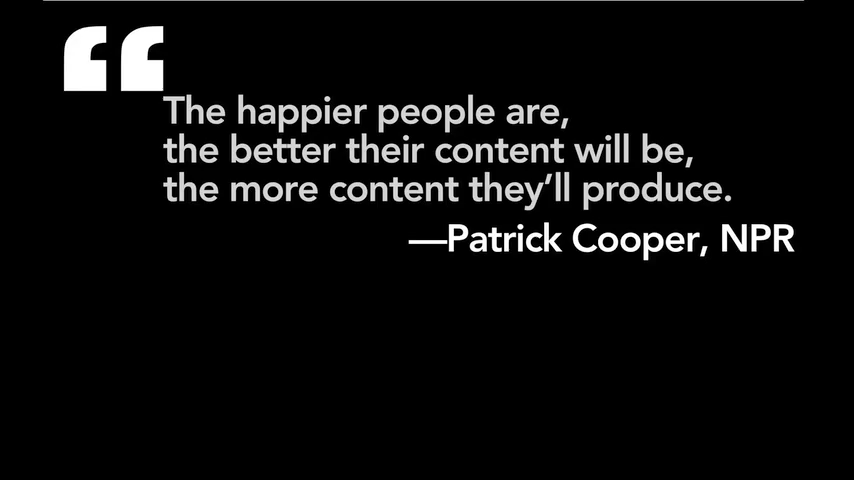 “
The happier people are,
the better their content will be,
the more content they’ll produce.
—Patrick Cooper, NPR